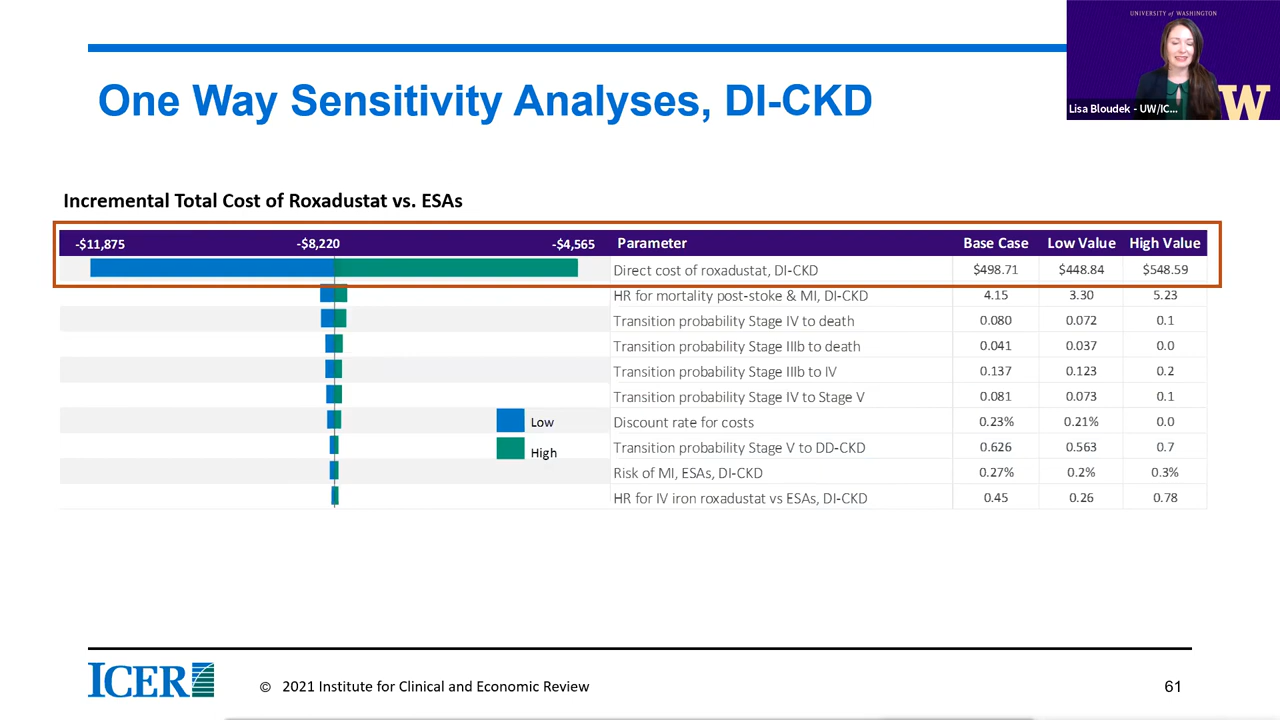 UNIVERSITY of WASHINGTON
W
Lisa Bloudek - UW/IC...
One Way Sensitivity Analyses, DI-CKD
Incremental Total Cost of Roxadustat vs. ESAs
-$11,875 -$8,220 -$4,565 Parameter Base Case Low Value High Value
Direct cost of roxadustat, DI-CKD $498.71 $448.84 $548.59
HR for mortality post-stoke & MI, DI-CKD 4.15 3.30 5.23
Transition probability Stage IV to death 0.080 0.072 0.1
Transition probability Stage IIIb to death 0.041 0.037 0.0
Transition probability Stage IIIb to IV 0.137 0.123 0.2
Transition probability Stage IV to Stage V 0.081 0.073 0.1
Low
Discount rate for costs 0.23% 0.21% 0.0
High
Transition probability Stage V to DD-CKD 0.626 0.563 0.7
Risk of MI, ESAs, DI-CKD 0.27% 0.2% 0.3%
HR for IV iron roxadustat vs ESAs, DI-CKD 0.45 0.26 0.78
ICER
© 2021 Institute for Clinical and Economic Review
61